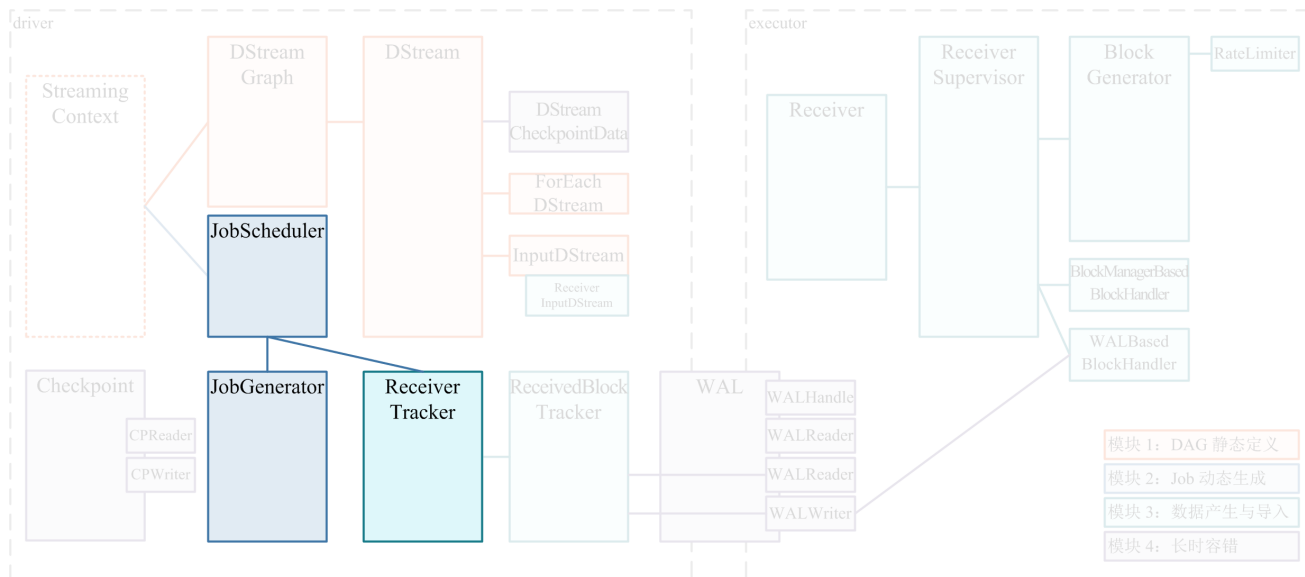 driver
executor
Streaming
Context
DStream
Graph
DStream
DStream
CheckpointData
ForEach
DStream
InputDStream
Receiver
InputDStream
JobScheduler
Checkpoint
CPReader
CPWriter
JobGenerator
Receiver
Tracker
ReceivedBlock
Tracker
WAL
WALHandle
WALReader
WALReader
WALWriter
Receiver
Receiver
Supervisor
Block
Generator
RateLimiter
BlockManagerBased
BlockHandler
WALBased
BlockHandler
模块 1：DAG 静态定义
模块 2：Job 动态生成
模块 3：数据产生与导入
模块 4：长时容错